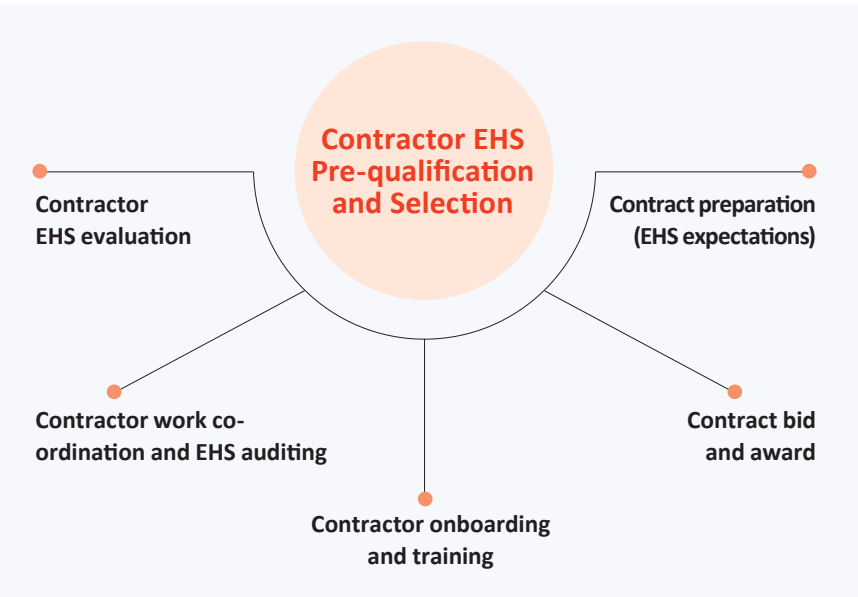 Contractor EHS
Pre-qualification
and Selection
Contractor
EHS evaluation
Contract preparation
(EHS expectations)
Contractor work co-
ordination and EHS auditing
Contract bid
and award
Contractor onboarding
and training